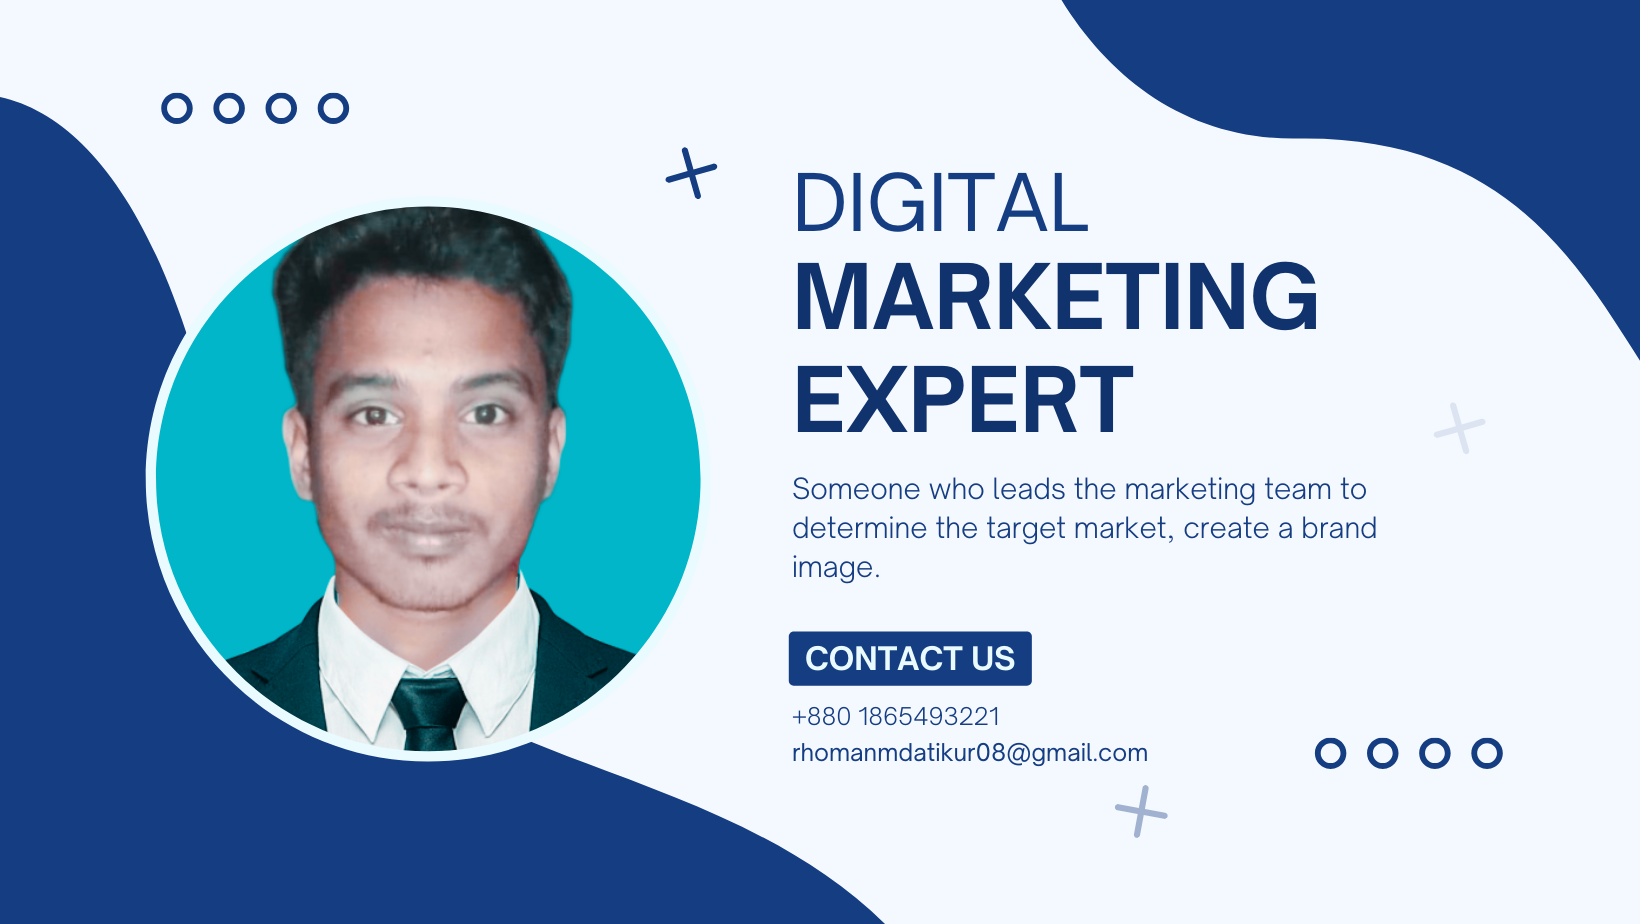 DIGITAL
MARKETING
EXPERT
Someone who leads the marketing team to
determine the target market, create a brand
image.
CONTACT US
+880 1865493221
rhomanmdatikur08@gmail.com